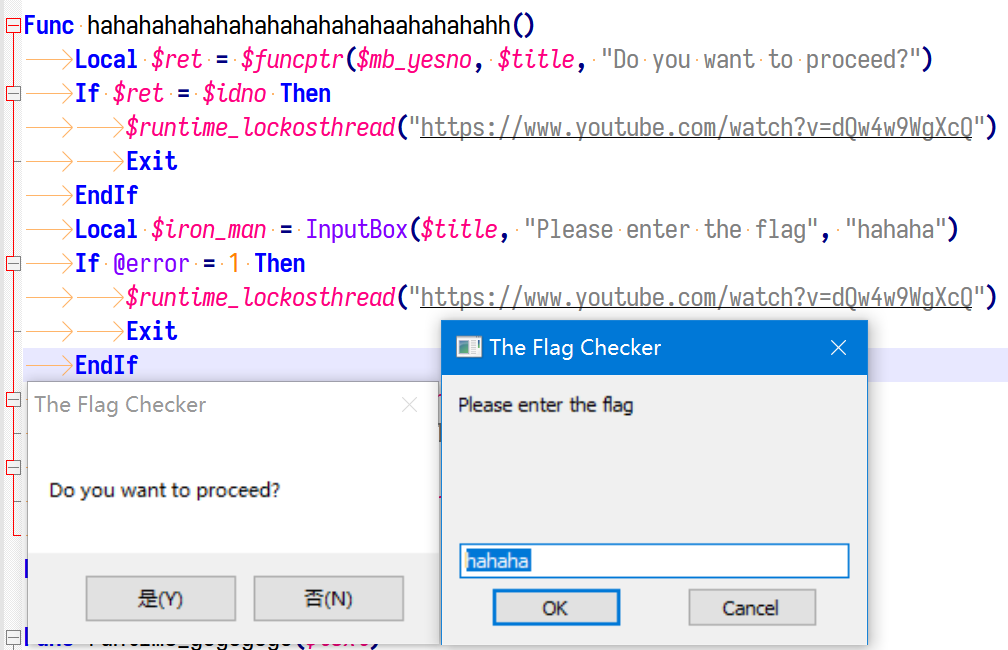 Func hahahahahahahahahahahahaahahahahh()
Local $ret = $funcptr($mb_yesno, $title, "Do you want to proceed?")
If $ret = $idno Then
$runtime_lockosthread("https://www.youtube.com/watch?v=dQw4w9WgXcQ")
Exit
EndIf
Local $iron_man = InputBox($title, "Please enter the flag", "hahaha")
If @error = 1 Then
$runtime_lockosthread("https://www.youtube.com/watch?v=dQw4w9WgXcQ")
Exit
EndIf
The Flag Checker
Do you want to proceed?
是(Y) 否(N)
The Flag Checker
Please enter the flag
hahaha
OK Cancel